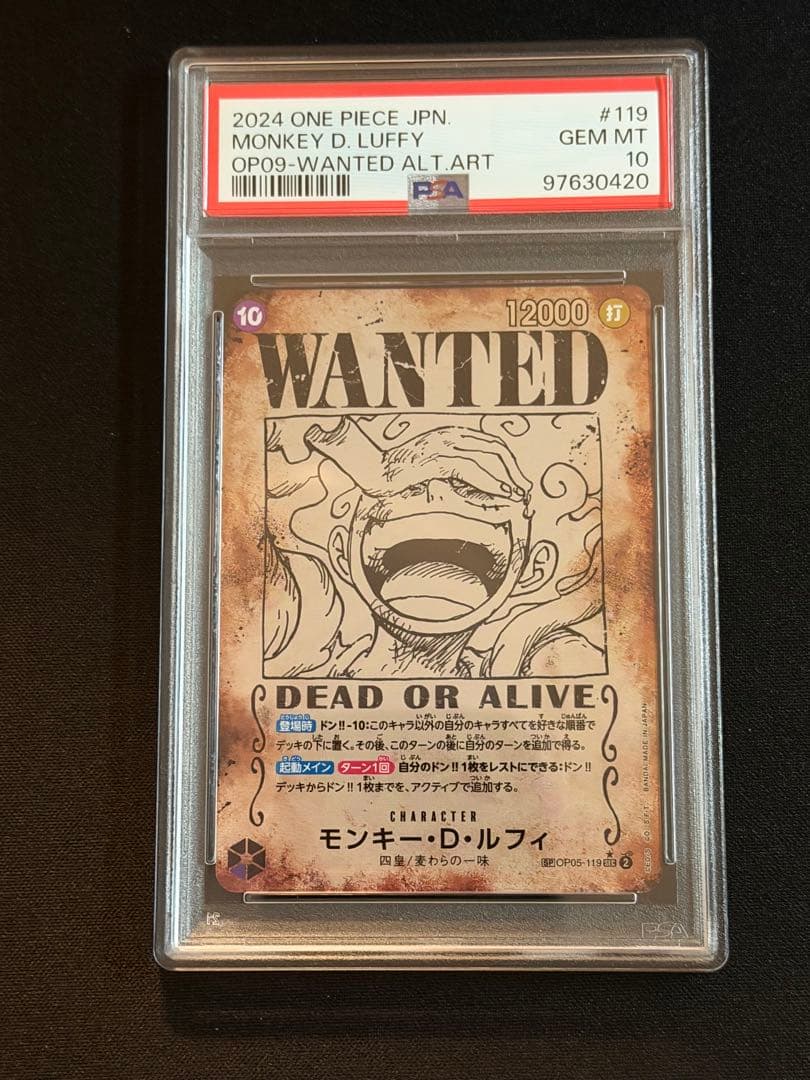 2024 ONE PIECE JPN. #119
MONKEY D. LUFFY GEM MT
OP09-WANTED ALT.ART 10
PSA 97630420
10 12000 打
WANTED
DEAD OR ALIVE
登場時 ドン!!-10:このキャラ以外の自分のキャラすべてを好きな順番で
デッキの下に置く。その後、このターンの後に自分のターンを追加で得る。
起動メイン ターン1回 自分のドン!!1枚をレストにできる:ドン!!
デッキからドン!!1枚までを、アクティブで追加する。
CHARACTER
モンキー・D・ルフィ
四皇/麦わらの一味
SP OP05-119 SEC 2
BANDAI MADE IN JAPAN
PSA